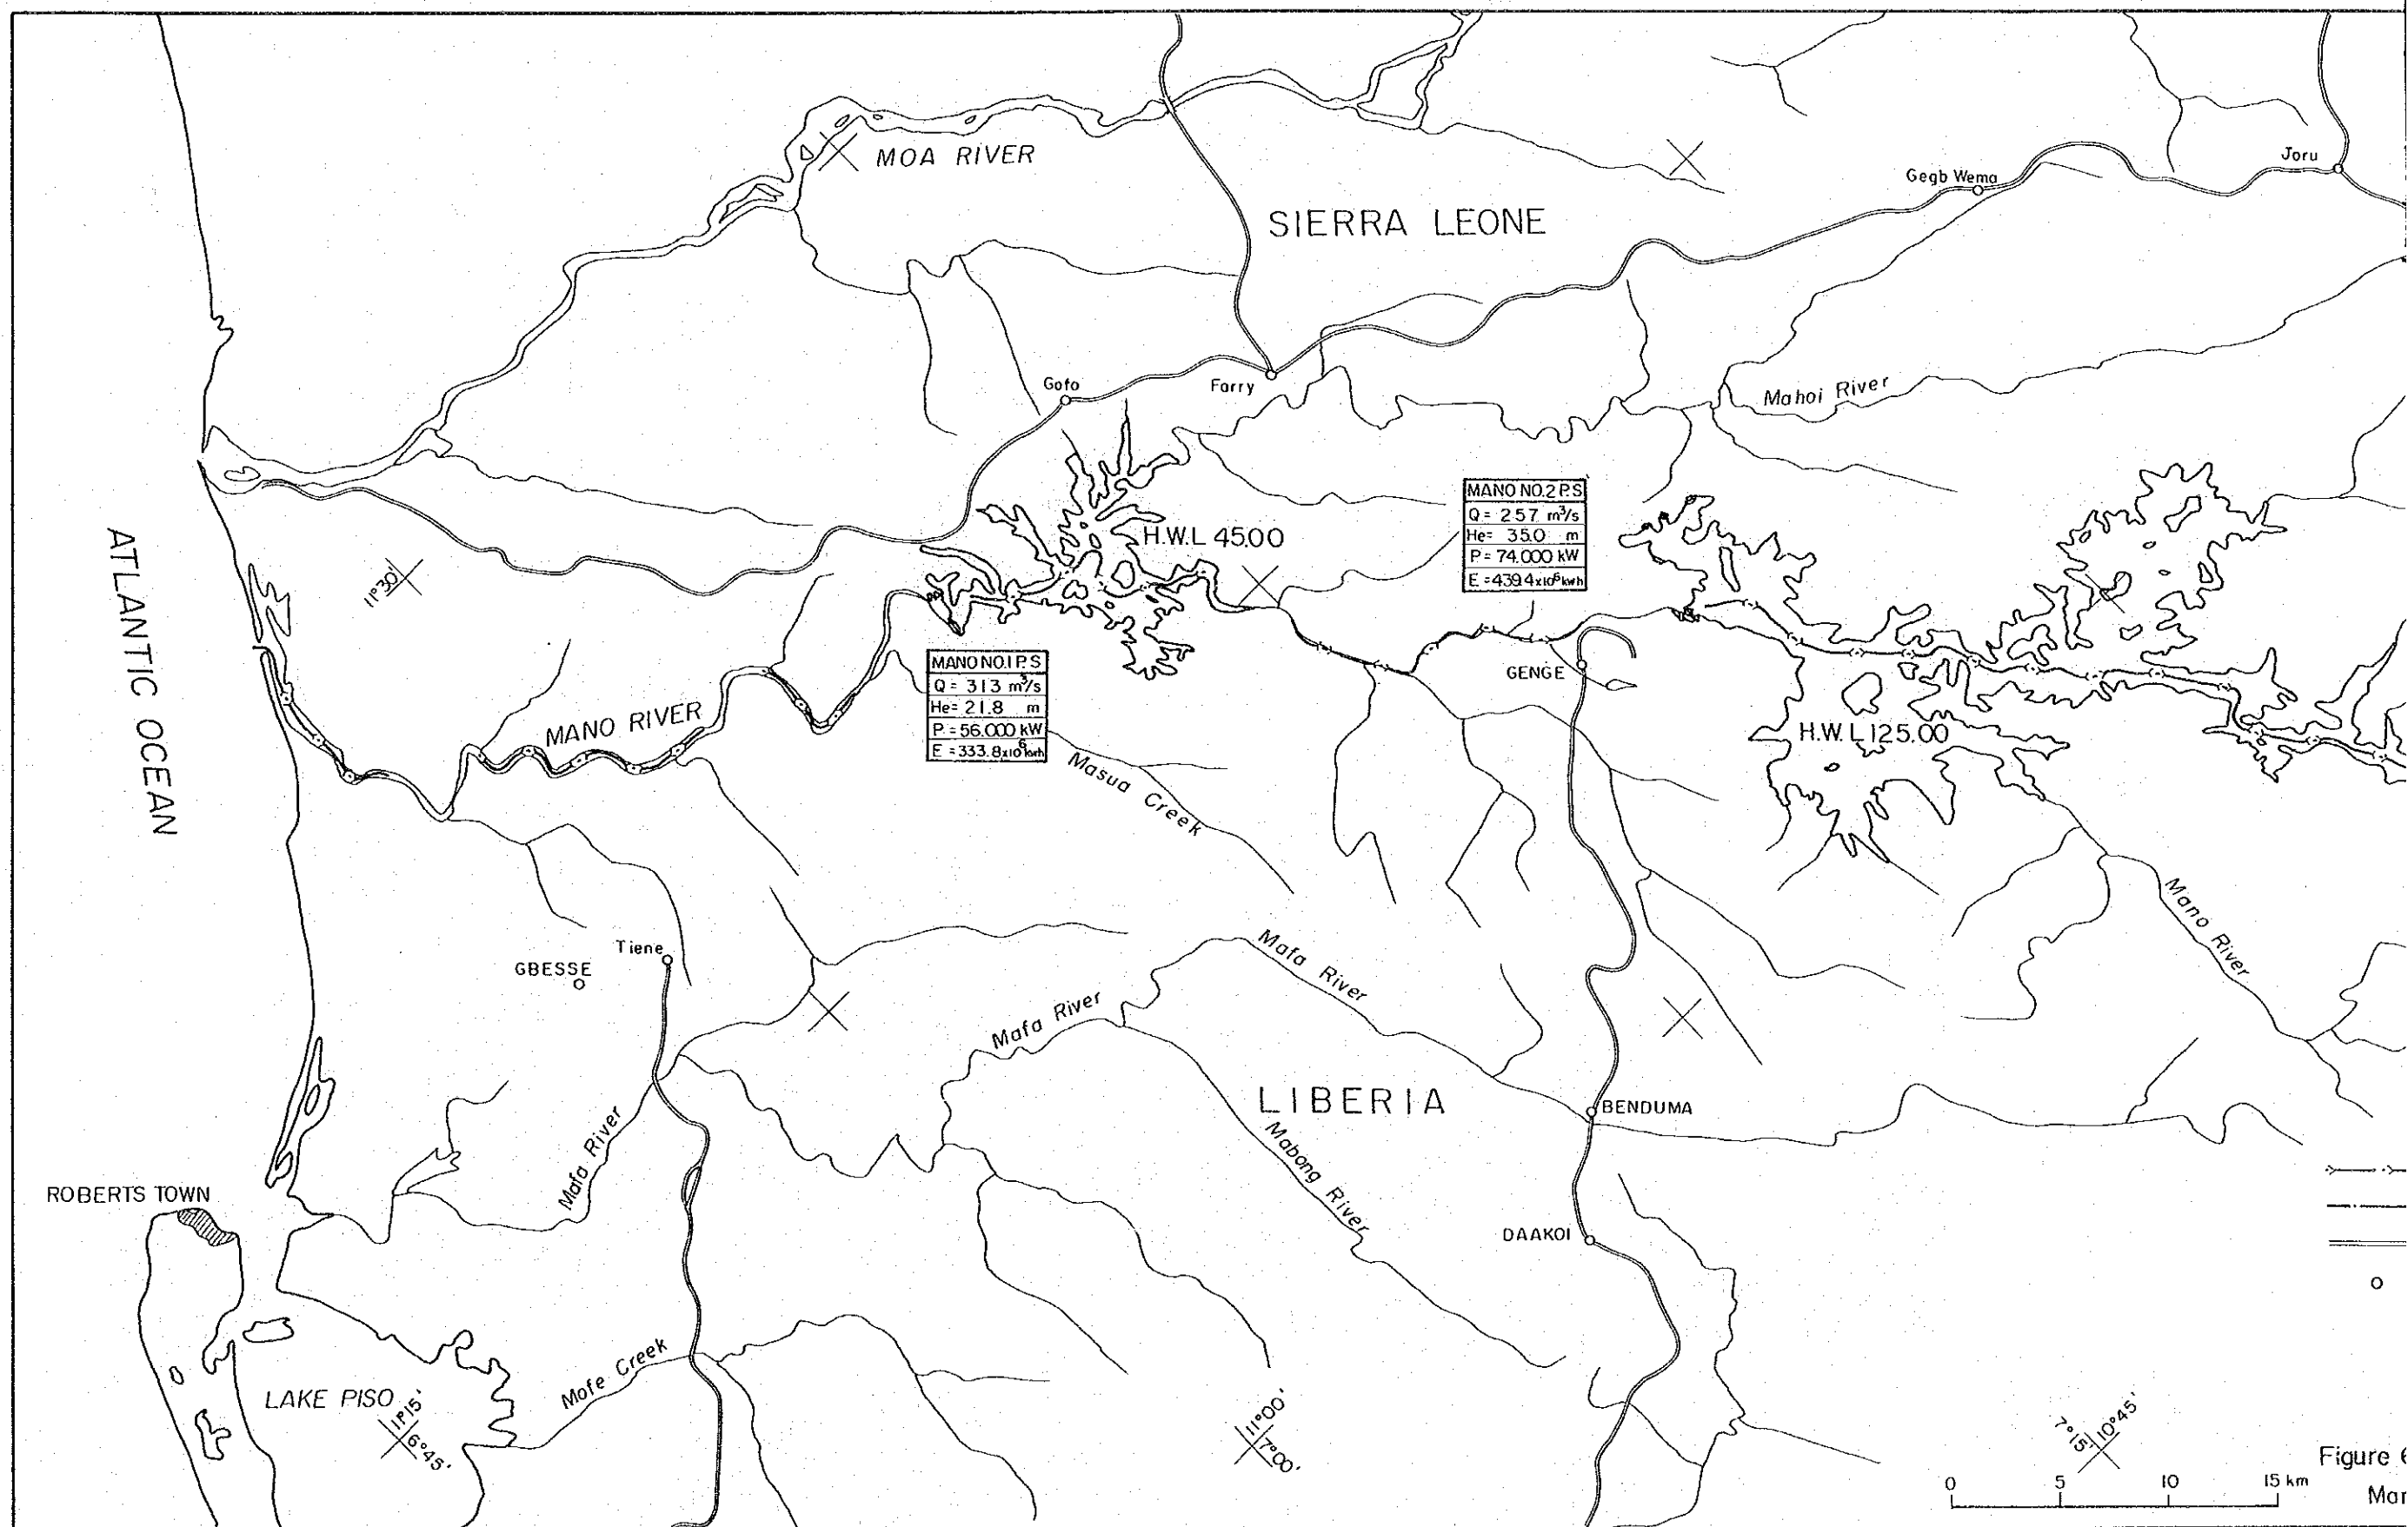 MOA RIVER
SIERRA LEONE
Joru
Gegb Wema
Gofo
Farry
Mahoi River
MANO NO.2 P.S
Q = 257 m³/s
He= 35.0 m
P = 74.000 kW
E = 439.4x10⁶kwh
H.W.L 45.00
ATLANTIC OCEAN
11°30'
MANO NO.1 P.S
Q = 313 m³/s
He= 21.8 m
P = 56.000 kW
E = 333.8x10⁶kwh
GENGE
MANO RIVER
H.W.L 125.00
Masua Creek
Mano River
Tiene
GBESSE
Mafa River
Mafa River
LIBERIA
BENDUMA
Mafa River
Mabong River
ROBERTS TOWN
DAAKOI
Mofe Creek
LAKE PISO
11°15'
6°45'
11°00'
7°00'
7°15'
10°45'
Figure 6
0 5 10 15 km